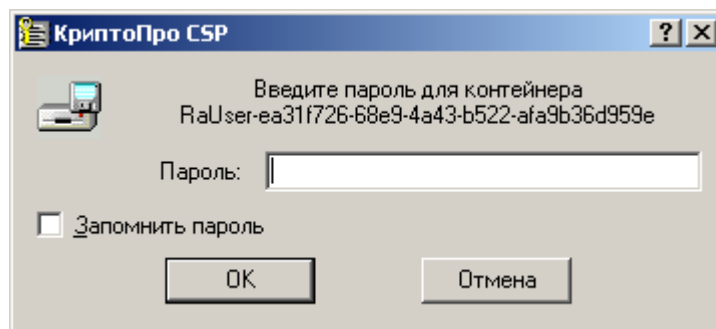 КриптоПро CSP
Введите пароль для контейнера
RaUser-ea31f726-68e9-4a43-b522-afa9b36d959e
Пароль:
Запомнить пароль
OK Отмена